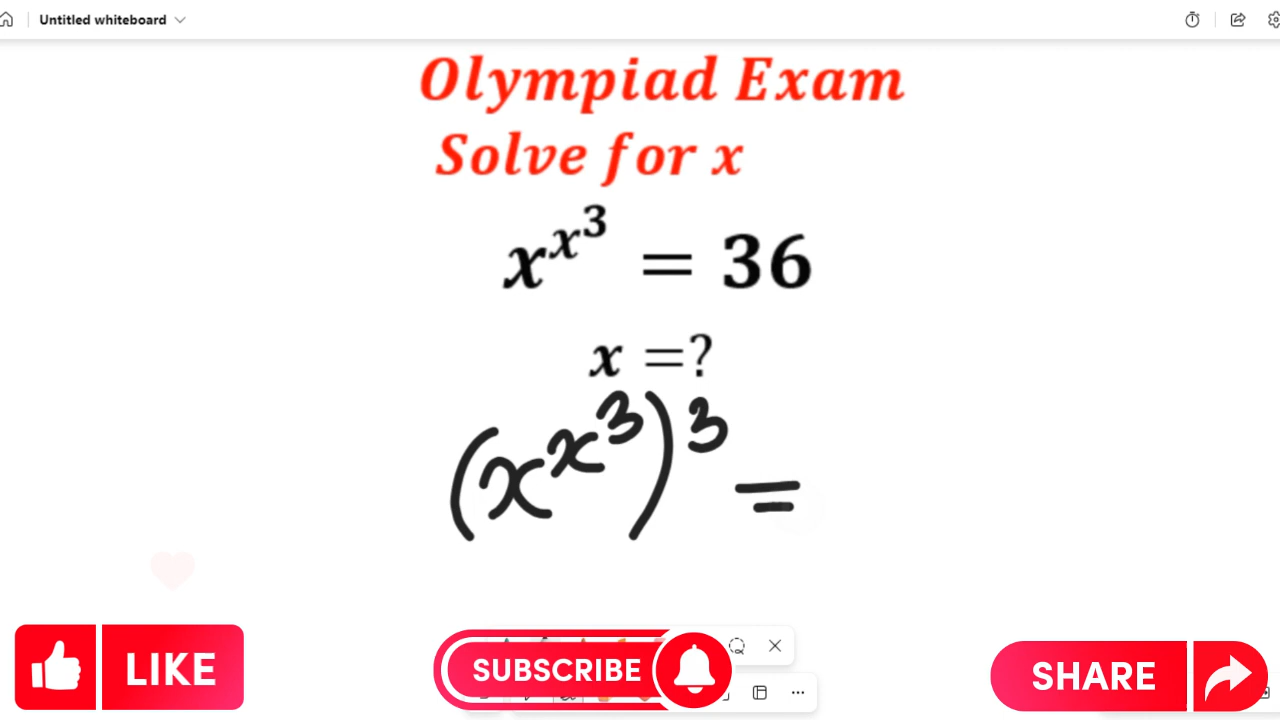 Untitled whiteboard
Olympiad Exam
Solve for x
x^{x^3} = 36
x =?
(x^{x^3})^3 =
LIKE
SUBSCRIBE
SHARE